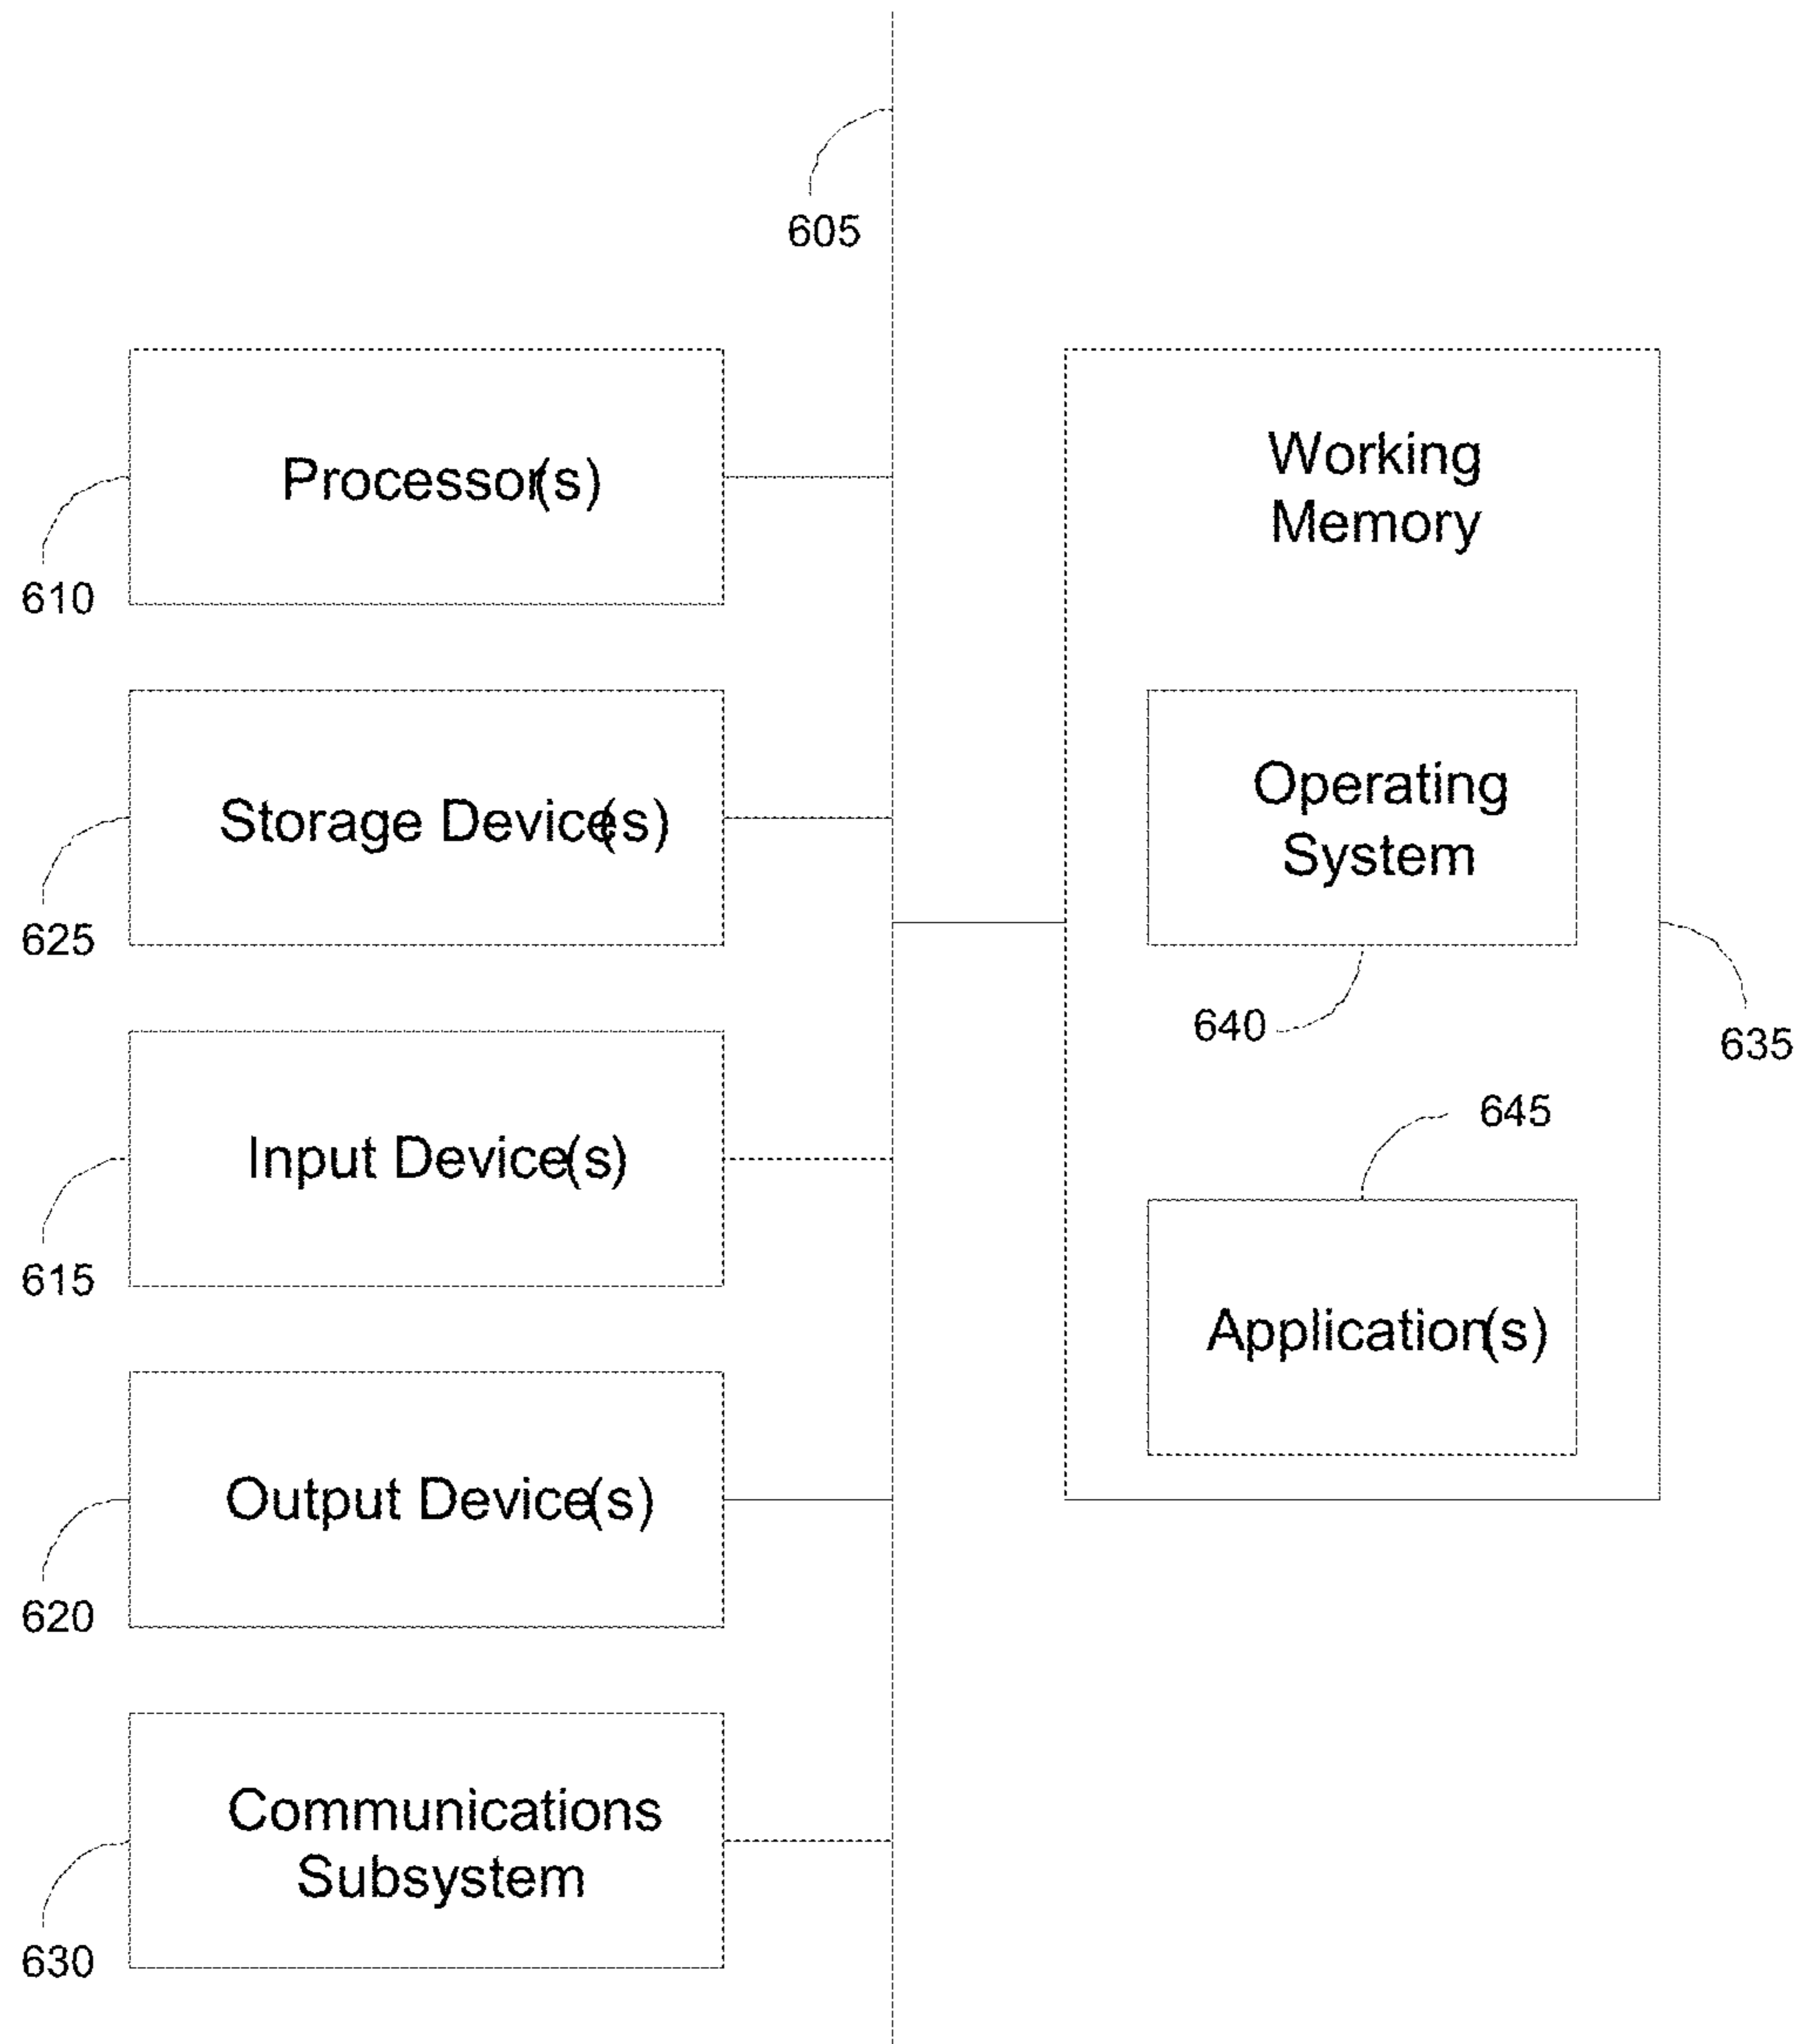 605
Processor(s)
610
Storage Device(s)
625
Input Device(s)
615
Output Device(s)
620
Communications
Subsystem
630
Working
Memory
Operating
System
640
635
645
Application(s)